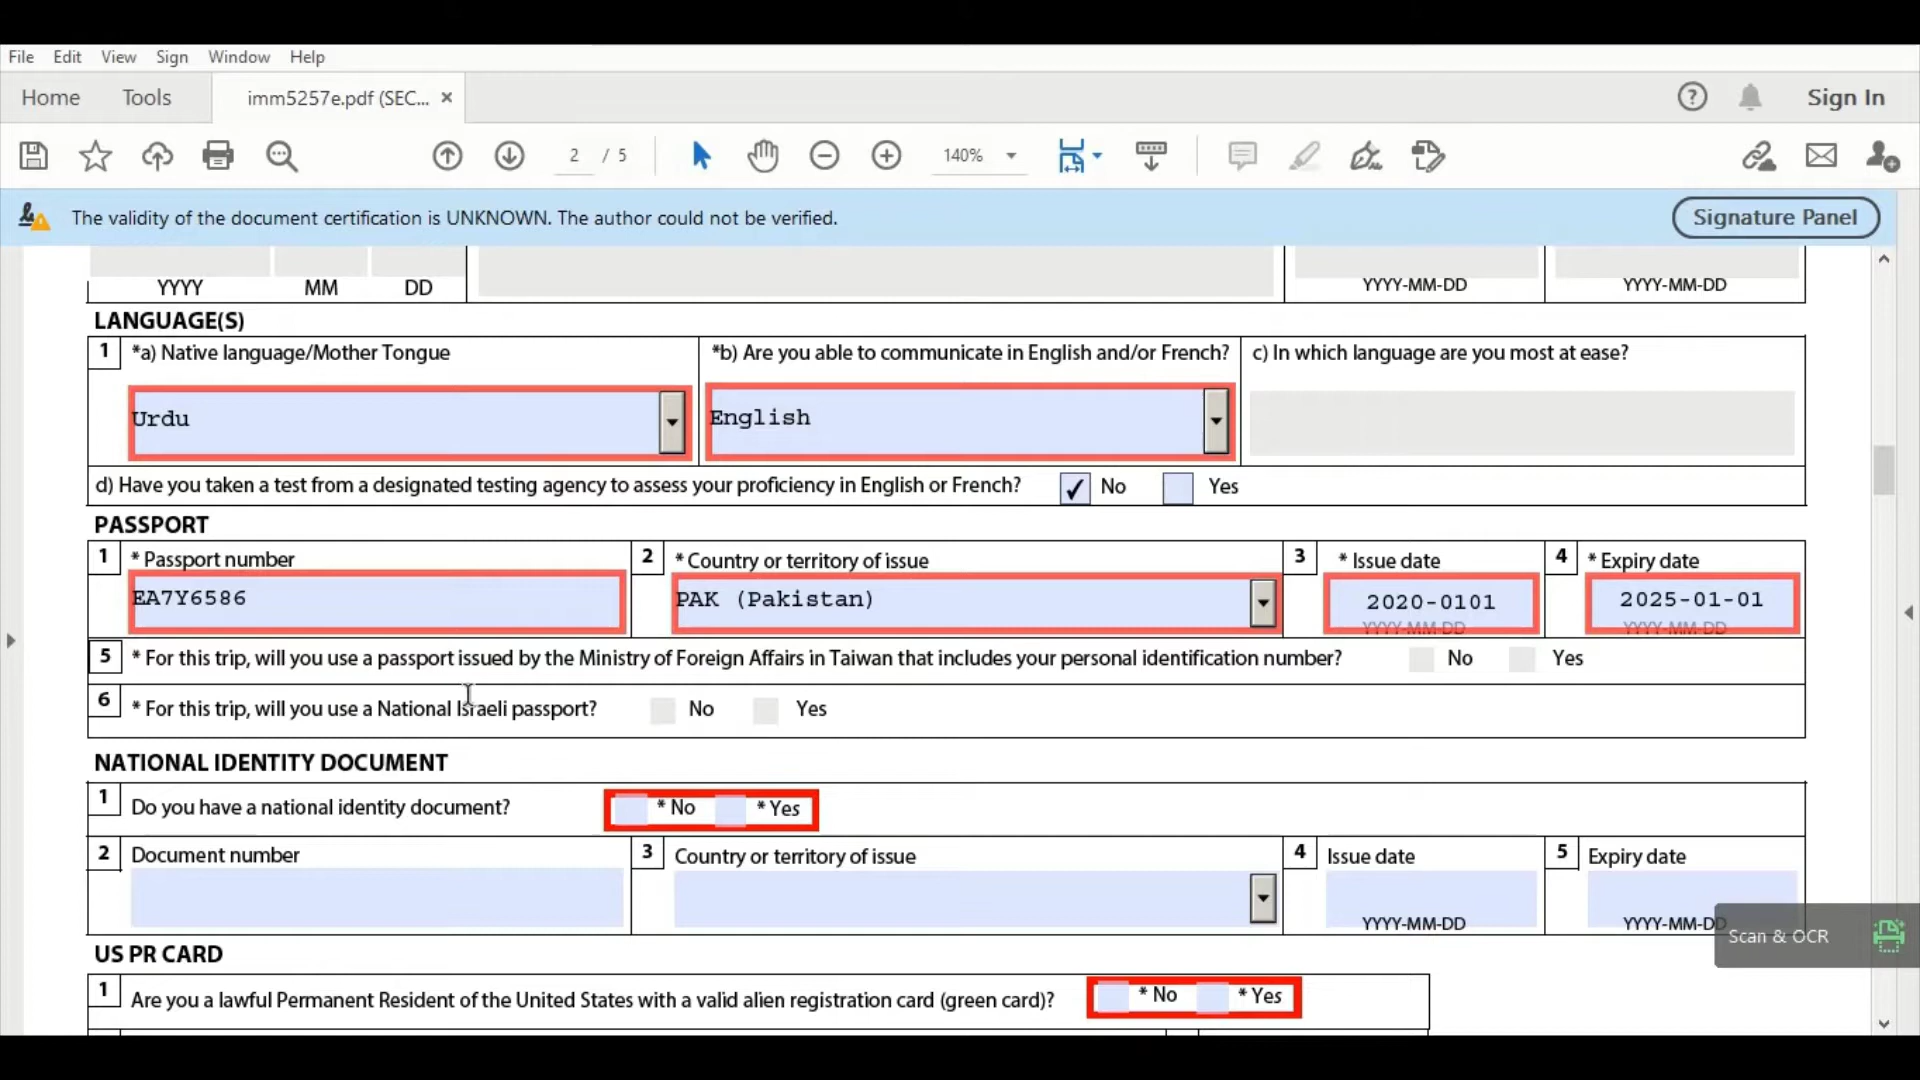 File Edit View Sign Window Help
Home Tools imm5257e.pdf (SEC... × Sign In
2 / 5 140%
The validity of the document certification is UNKNOWN. The author could not be verified. Signature Panel
YYYY MM DD YYYY-MM-DD YYYY-MM-DD
LANGUAGE(S)
1 *a) Native language/Mother Tongue *b) Are you able to communicate in English and/or French? c) In which language are you most at ease?
Urdu English
d) Have you taken a test from a designated testing agency to assess your proficiency in English or French? ✓ No Yes
PASSPORT
1 * Passport number 2 * Country or territory of issue 3 * Issue date 4 * Expiry date
EA7Y6586 PAK (Pakistan) 2020-0101 2025-01-01
YYYY-MM-DD YYYY-MM-DD
5 * For this trip, will you use a passport issued by the Ministry of Foreign Affairs in Taiwan that includes your personal identification number? No Yes
6 * For this trip, will you use a National Israeli passport? No Yes
NATIONAL IDENTITY DOCUMENT
1 Do you have a national identity document? * No * Yes
2 Document number 3 Country or territory of issue 4 Issue date 5 Expiry date
YYYY-MM-DD YYYY-MM-DD
Scan & OCR
US PR CARD
1 Are you a lawful Permanent Resident of the United States with a valid alien registration card (green card)? * No * Yes